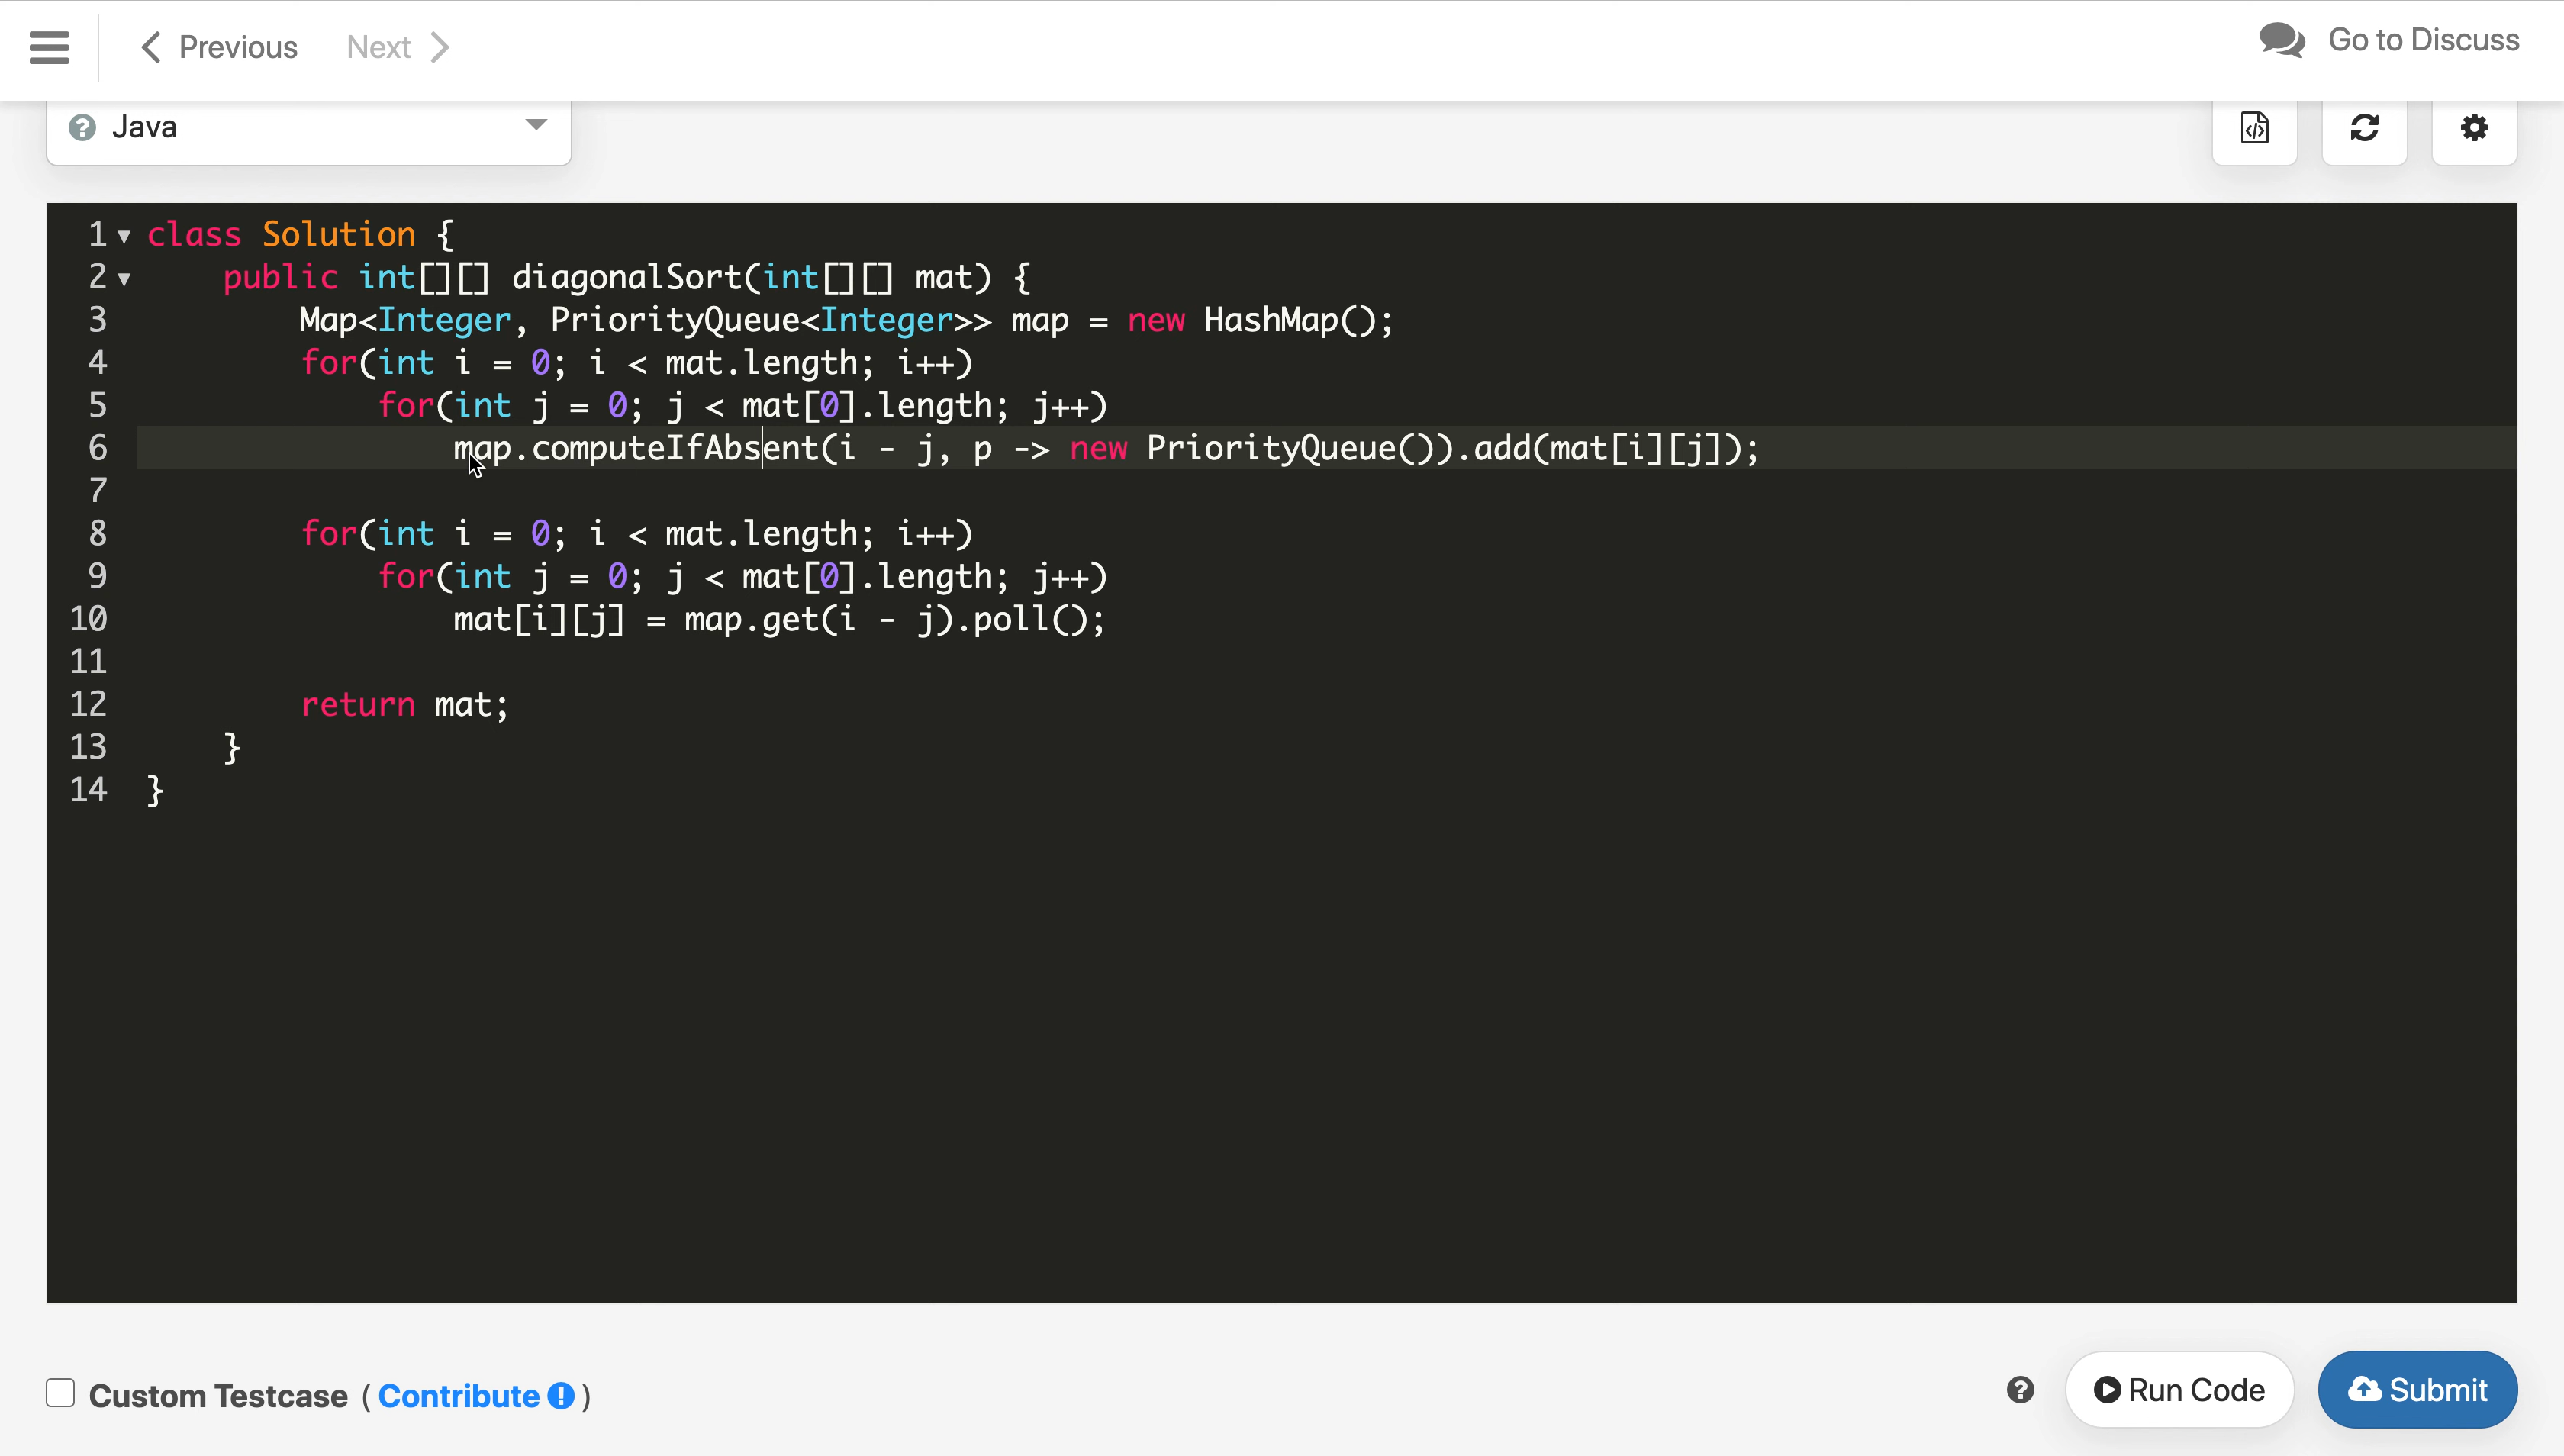 Previous Next Go to Discuss
Java
1 class Solution {
2 public int[][] diagonalSort(int[][] mat) {
3 Map<Integer, PriorityQueue<Integer>> map = new HashMap();
4 for(int i = 0; i < mat.length; i++)
5 for(int j = 0; j < mat[0].length; j++)
6 map.computeIfAbsent(i - j, p -> new PriorityQueue()).add(mat[i][j]);
7
8 for(int i = 0; i < mat.length; i++)
9 for(int j = 0; j < mat[0].length; j++)
10 mat[i][j] = map.get(i - j).poll();
11
12 return mat;
13 }
14 }
Custom Testcase ( Contribute ) Run Code Submit